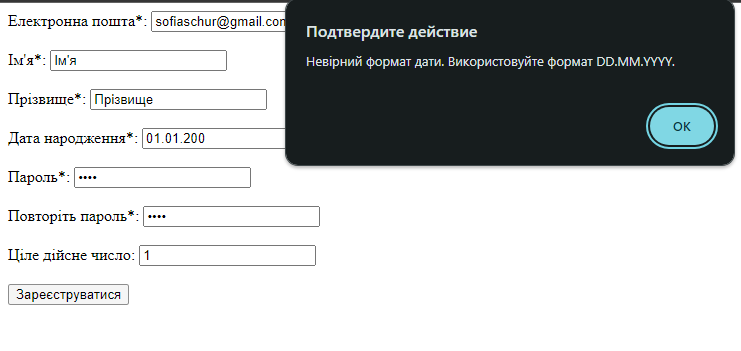 Електронна пошта*: sofiaschur@gmail.com
Подтвердите действие
Невірний формат дати. Використовуйте формат DD.MM.YYYY.
OK
Ім'я*: Ім'я
Прізвище*: Прізвище
Дата народження*: 01.01.200
Пароль*: ••••
Повторіть пароль*: ••••
Ціле дійсне число: 1
Зареєструватися